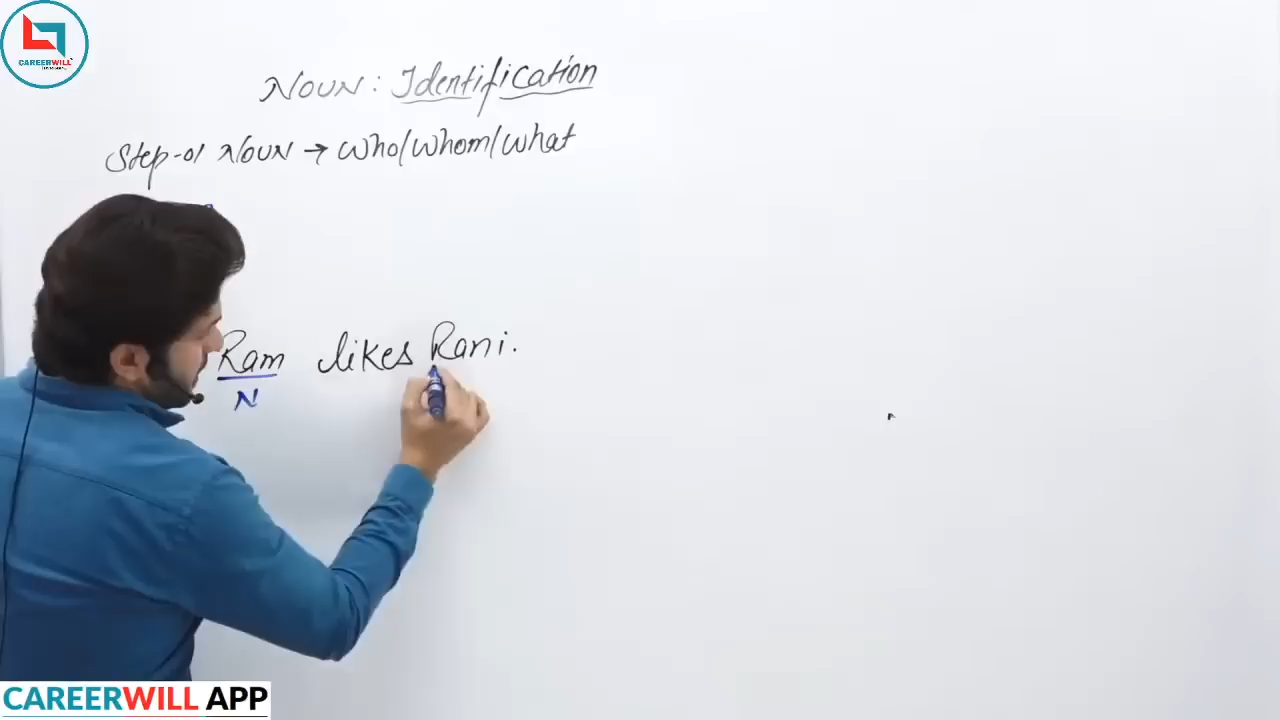 CAREERWILL
NOUN : Identification
Step-01 NOUN → who/whom/what
Ram likes Rani.
N
CAREERWILL APP